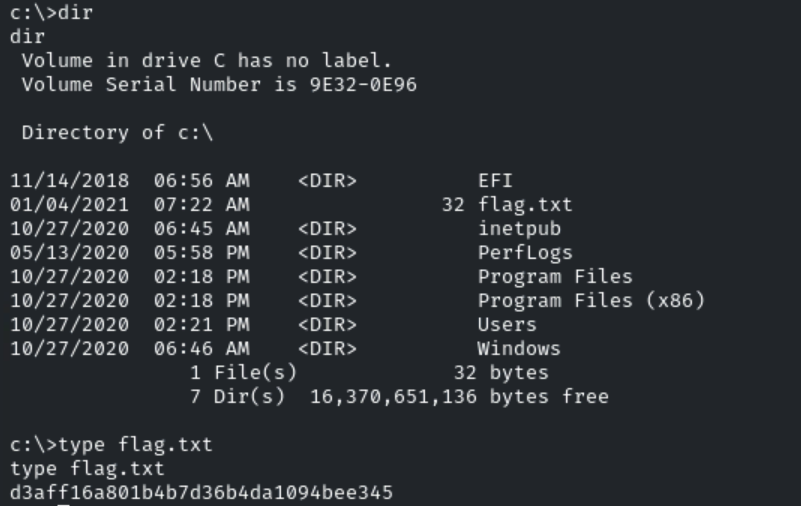 c:\>dir
dir
 Volume in drive C has no label.
 Volume Serial Number is 9E32-0E96

 Directory of c:\

11/14/2018  06:56 AM    <DIR>          EFI
01/04/2021  07:22 AM                32 flag.txt
10/27/2020  06:45 AM    <DIR>          inetpub
05/13/2020  05:58 PM    <DIR>          PerfLogs
10/27/2020  02:18 PM    <DIR>          Program Files
10/27/2020  02:18 PM    <DIR>          Program Files (x86)
10/27/2020  02:21 PM    <DIR>          Users
10/27/2020  06:46 AM    <DIR>          Windows
               1 File(s)             32 bytes
               7 Dir(s)  16,370,651,136 bytes free

c:\>type flag.txt
type flag.txt
d3aff16a801b4b7d36b4da1094bee345